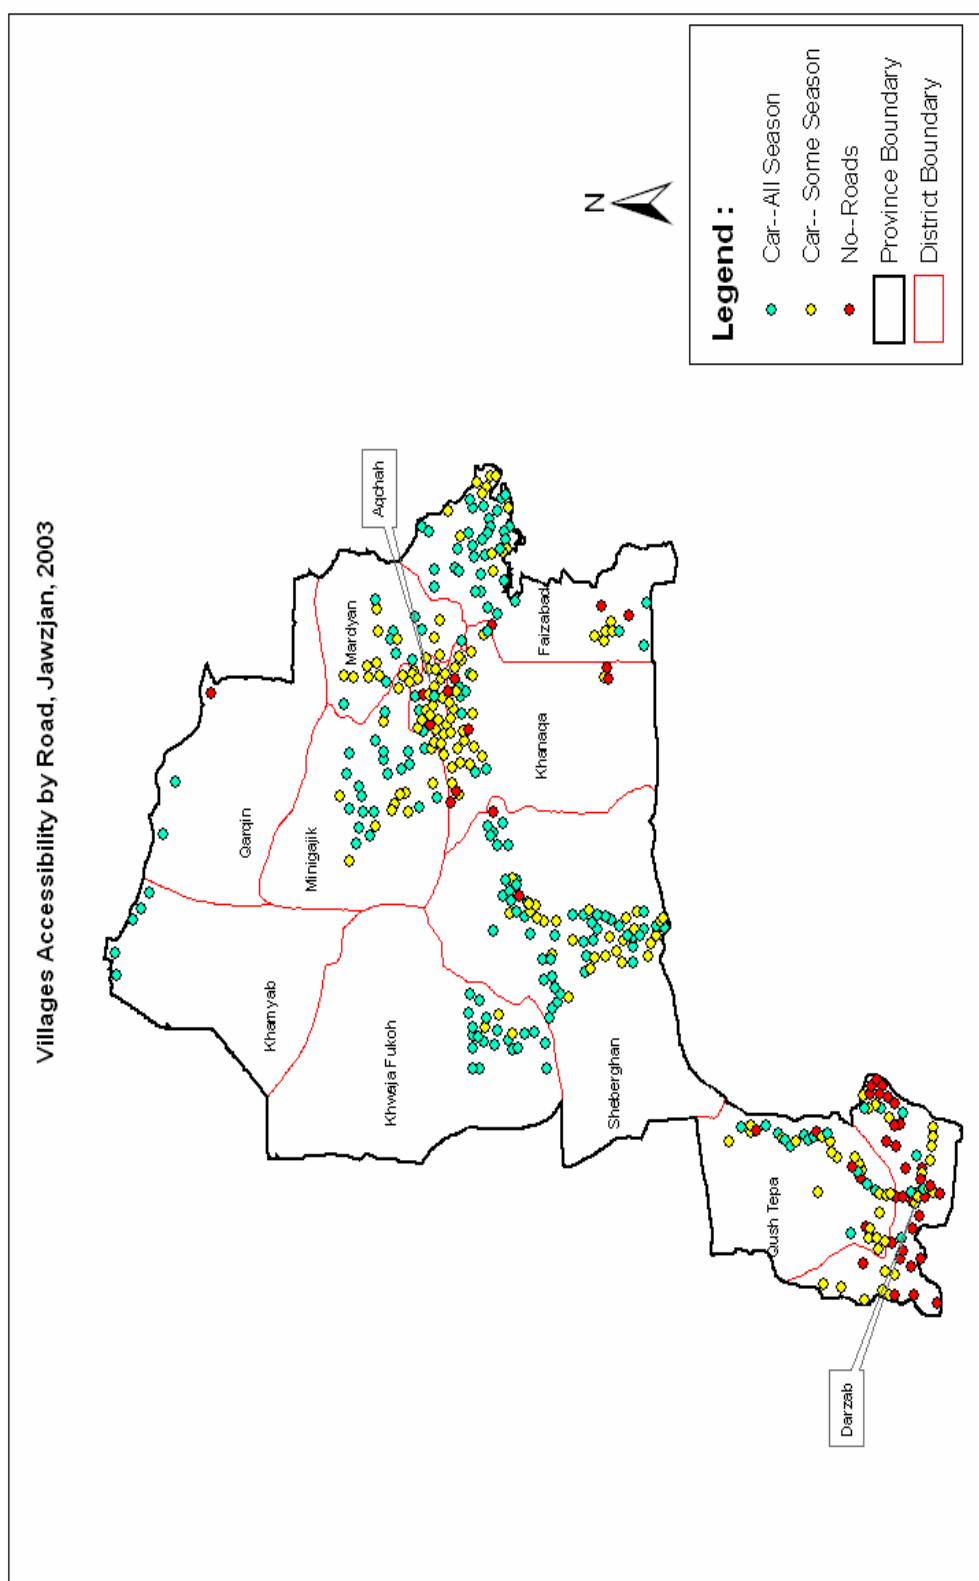 Villages Accessibility by Road, Jawzjan, 2003
N
Legend :
Car--All Season
Car-- Some Season
No--Roads
Province Boundary
District Boundary
Khamyab
Qarqin
Khwaja Fukoh
Minigajik
Mardyan
Aqchah
Sheberghan
Khanaqa
Faizabad
Qush Tepa
Darzab